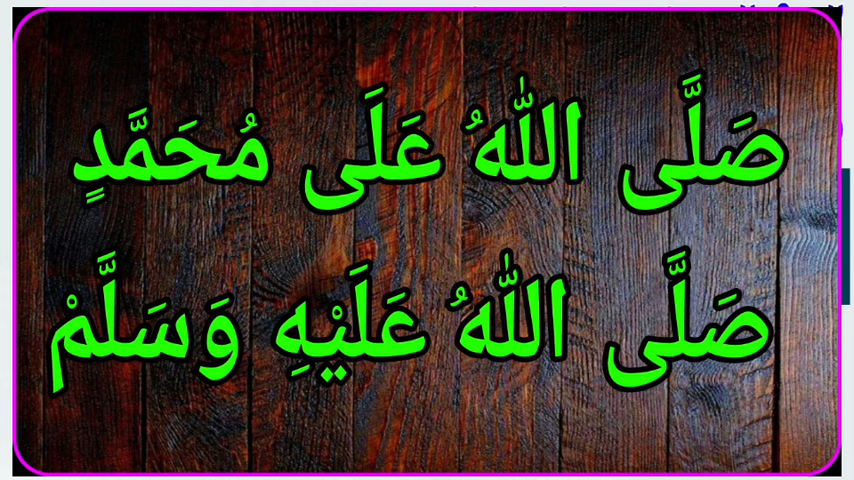 صَلَّى اللّٰهُ عَلَى مُحَمَّدٍ
صَلَّى اللّٰهُ عَلَيْهِ وَسَلَّمْ